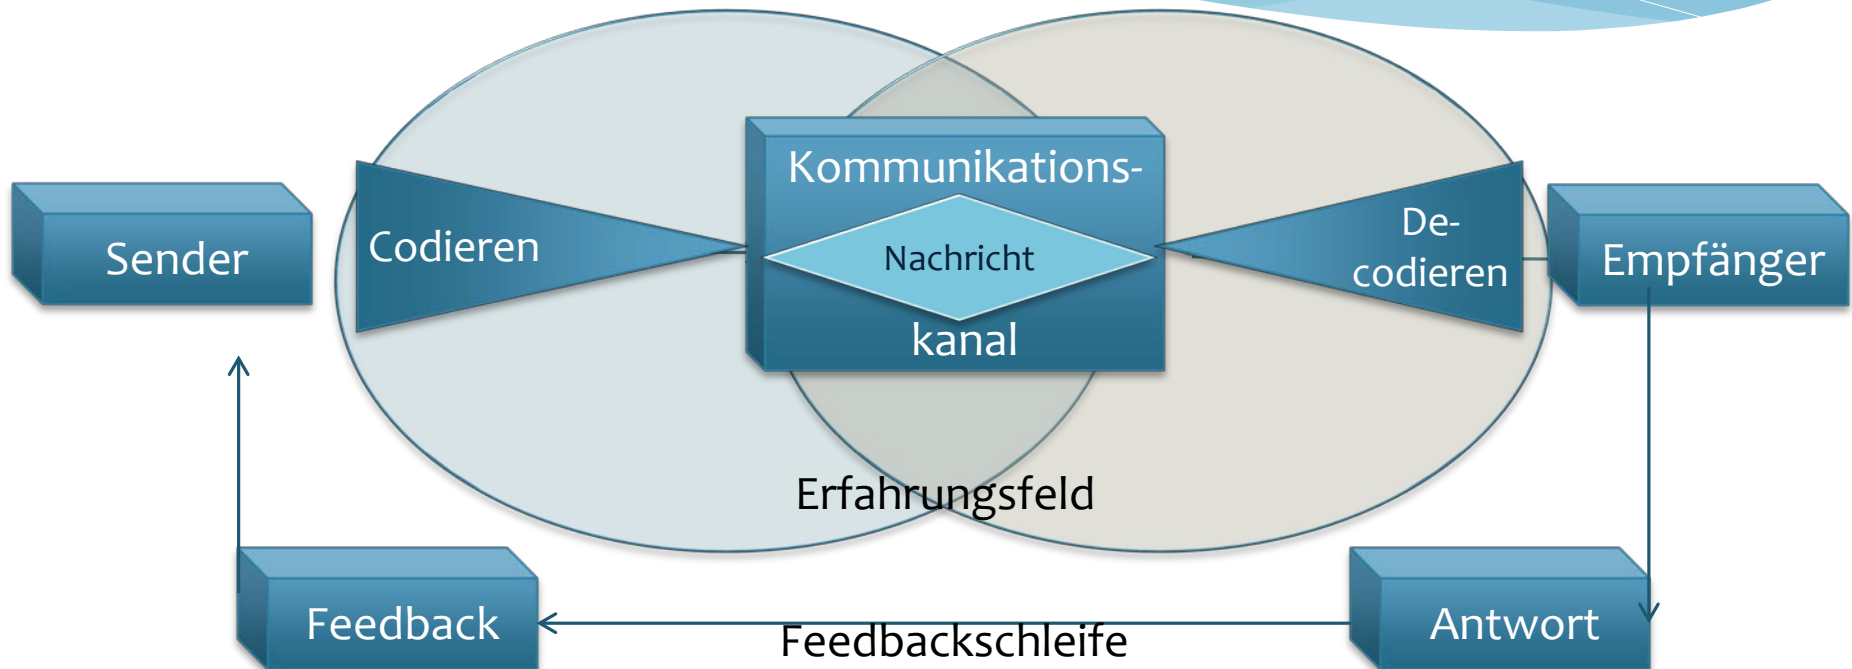 Kommunikations-
Sender
Codieren
Nachricht
De-
codieren
Empfänger
kanal
Erfahrungsfeld
Feedback
Feedbackschleife
Antwort